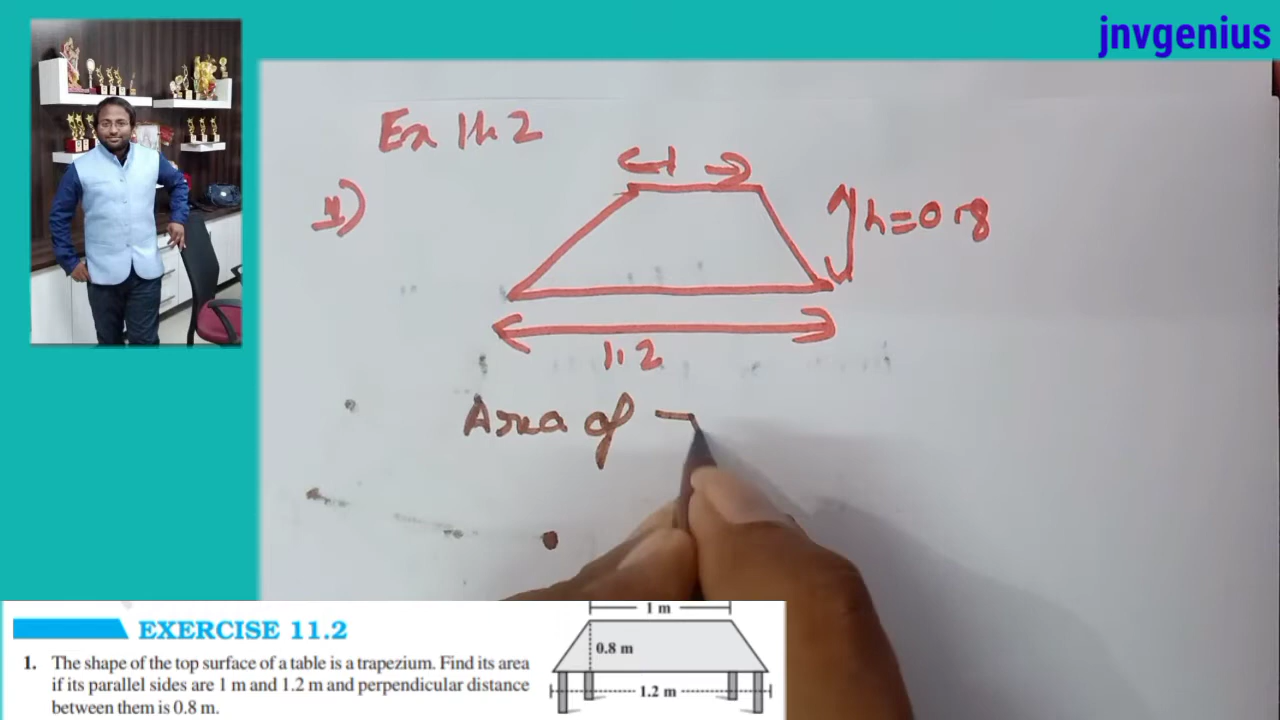 jnvgenius
Ex 11.2
1)
1
h=0.8
1.2
Area of
1 m
EXERCISE 11.2
0.8 m
1. The shape of the top surface of a table is a trapezium. Find its area
if its parallel sides are 1 m and 1.2 m and perpendicular distance
between them is 0.8 m.
1.2 m